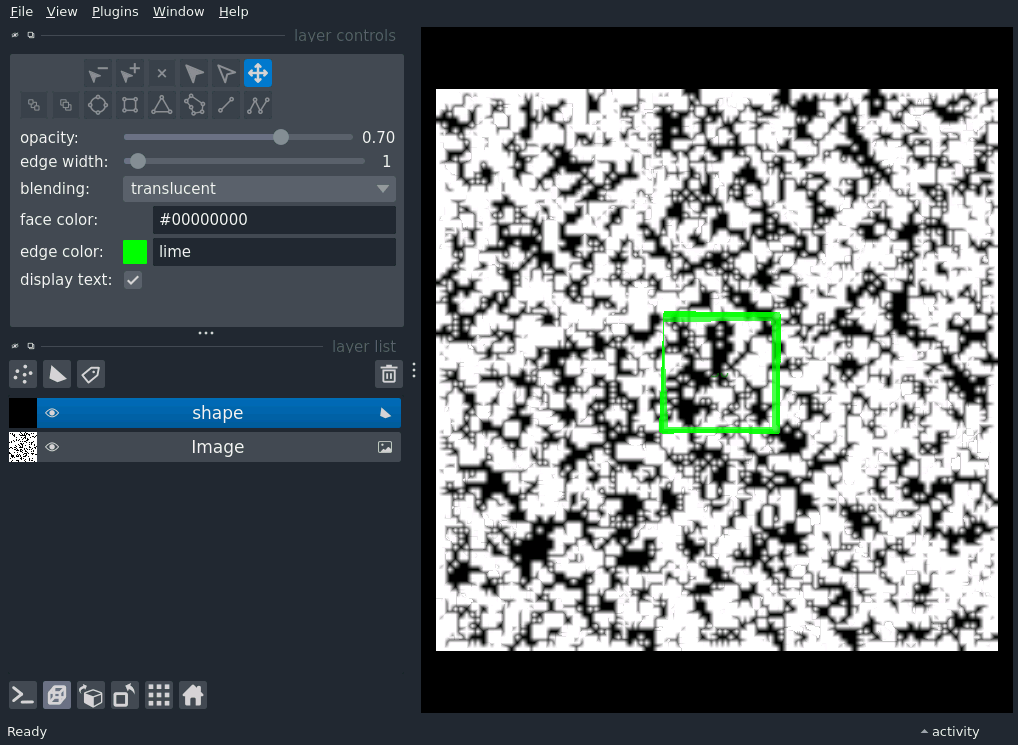 File View Plugins Window Help
layer controls
opacity: 0.70
edge width: 1
blending: translucent
face color: #00000000
edge color: lime
display text:
layer list
shape
Image
Ready
activity